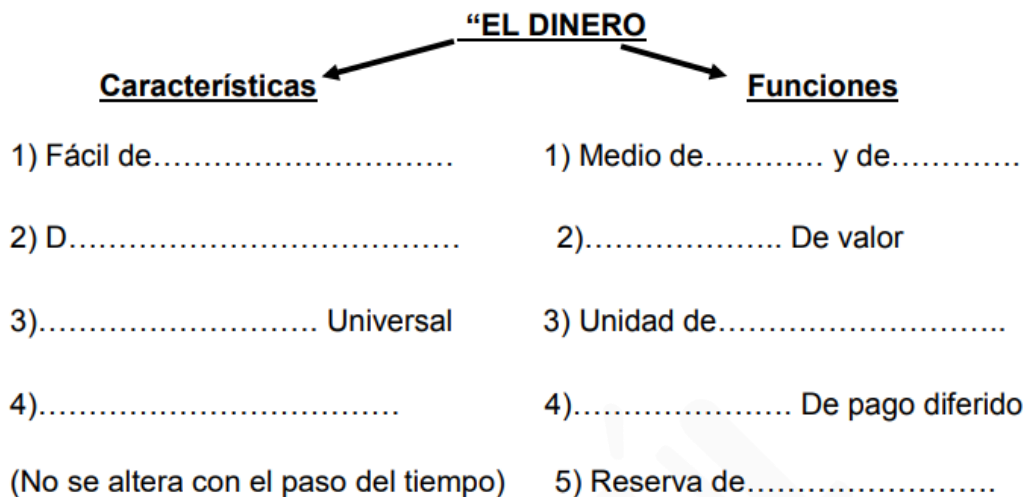 “EL DINERO
Características Funciones
1) Fácil de………………………… 1) Medio de………… y de………….
2) D………………………………… 2)……………….. De valor
3)………………………. Universal 3) Unidad de………………………..
4)……………………………… 4)…………………. De pago diferido
(No se altera con el paso del tiempo) 5) Reserva de…………………….